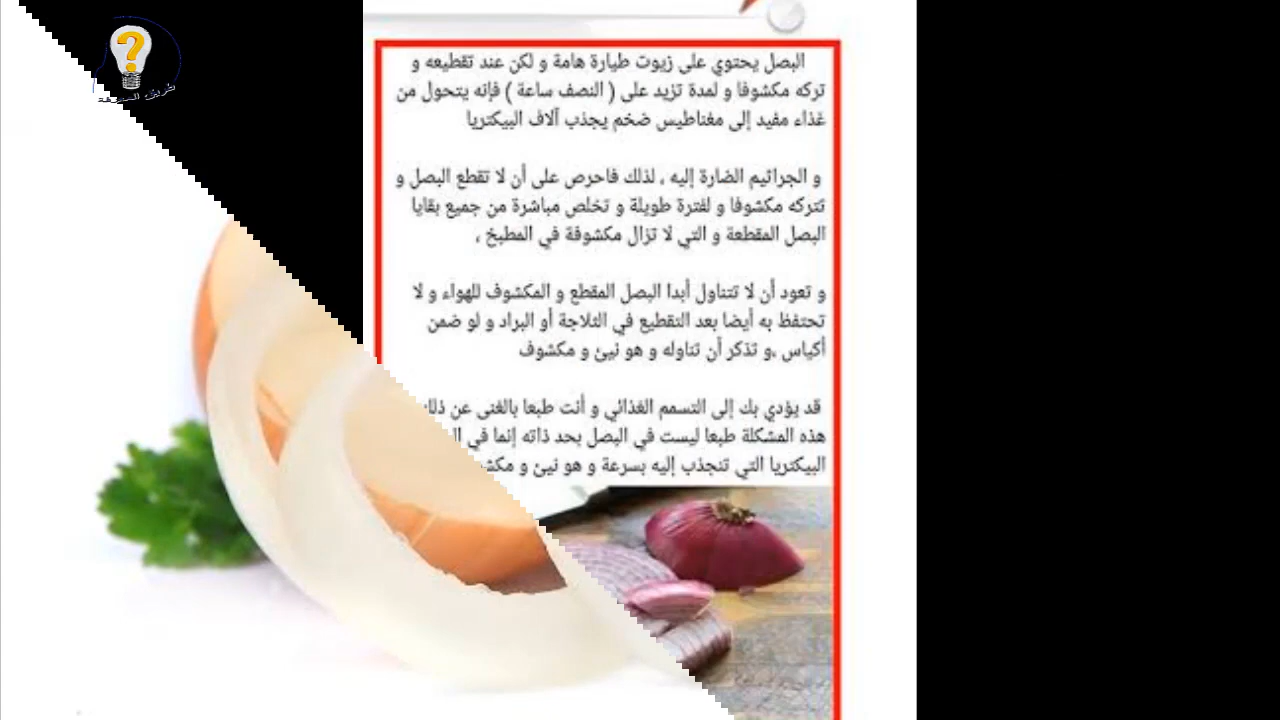 طريق المعرفة
البصل يحتوي على زيوت طيارة هامة و لكن عند تقطيعه و
تركه مكشوفا و لمدة تزيد على ( النصف ساعة ) فإنه يتحول من
غذاء مفيد إلى مغناطيس ضخم يجذب آلاف البيكتريا
و الجراثيم الضارة إليه ، لذلك فاحرص على أن لا تقطع البصل و
تتركه مكشوفا و لفترة طويلة و تخلص مباشرة من جميع بقايا
البصل المقطعة و التي لا تزال مكشوفة في المطبخ ،
و تعود أن لا تتناول أبدا البصل المقطع و المكشوف للهواء و لا
تحتفظ به أيضا بعد التقطيع في الثلاجة أو البراد و لو ضمن
أكياس ،و تذكر أن تناوله و هو نيئ و مكشوف
قد يؤدي بك إلى التسمم الغذائي و أنت طبعا بالغنى عن ذلك
هذه المشكلة طبعا ليست في البصل بحد ذاته إنما في
البيكتريا التي تنجذب إليه بسرعة و هو نيئ و